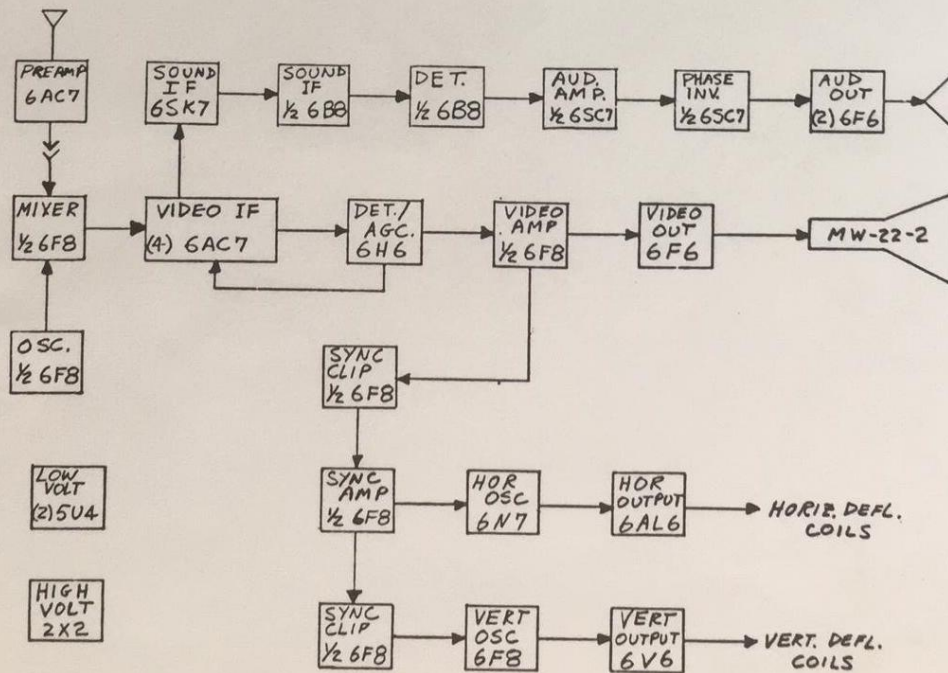 PREAMP
6AC7
SOUND
IF
6SK7
SOUND
IF
½ 6B8
DET.
½ 6B8
AUD.
AMP.
½ 6SC7
PHASE
INV.
½ 6SC7
AUD
OUT
(2) 6F6
MIXER
½ 6F8
VIDEO IF
(4) 6AC7
DET./
AGC.
6H6
VIDEO
AMP
½ 6F8
VIDEO
OUT
6F6
MW-22-2
OSC.
½ 6F8
SYNC
CLIP
½ 6F8
LOW
VOLT
(2) 5U4
SYNC
AMP
½ 6F8
HOR
OSC
6N7
HOR
OUTPUT
6AL6
HORIZ. DEFL.
COILS
HIGH
VOLT
2X2
SYNC
CLIP
½ 6F8
VERT
OSC
6F8
VERT
OUTPUT
6V6
VERT. DEFL.
COILS